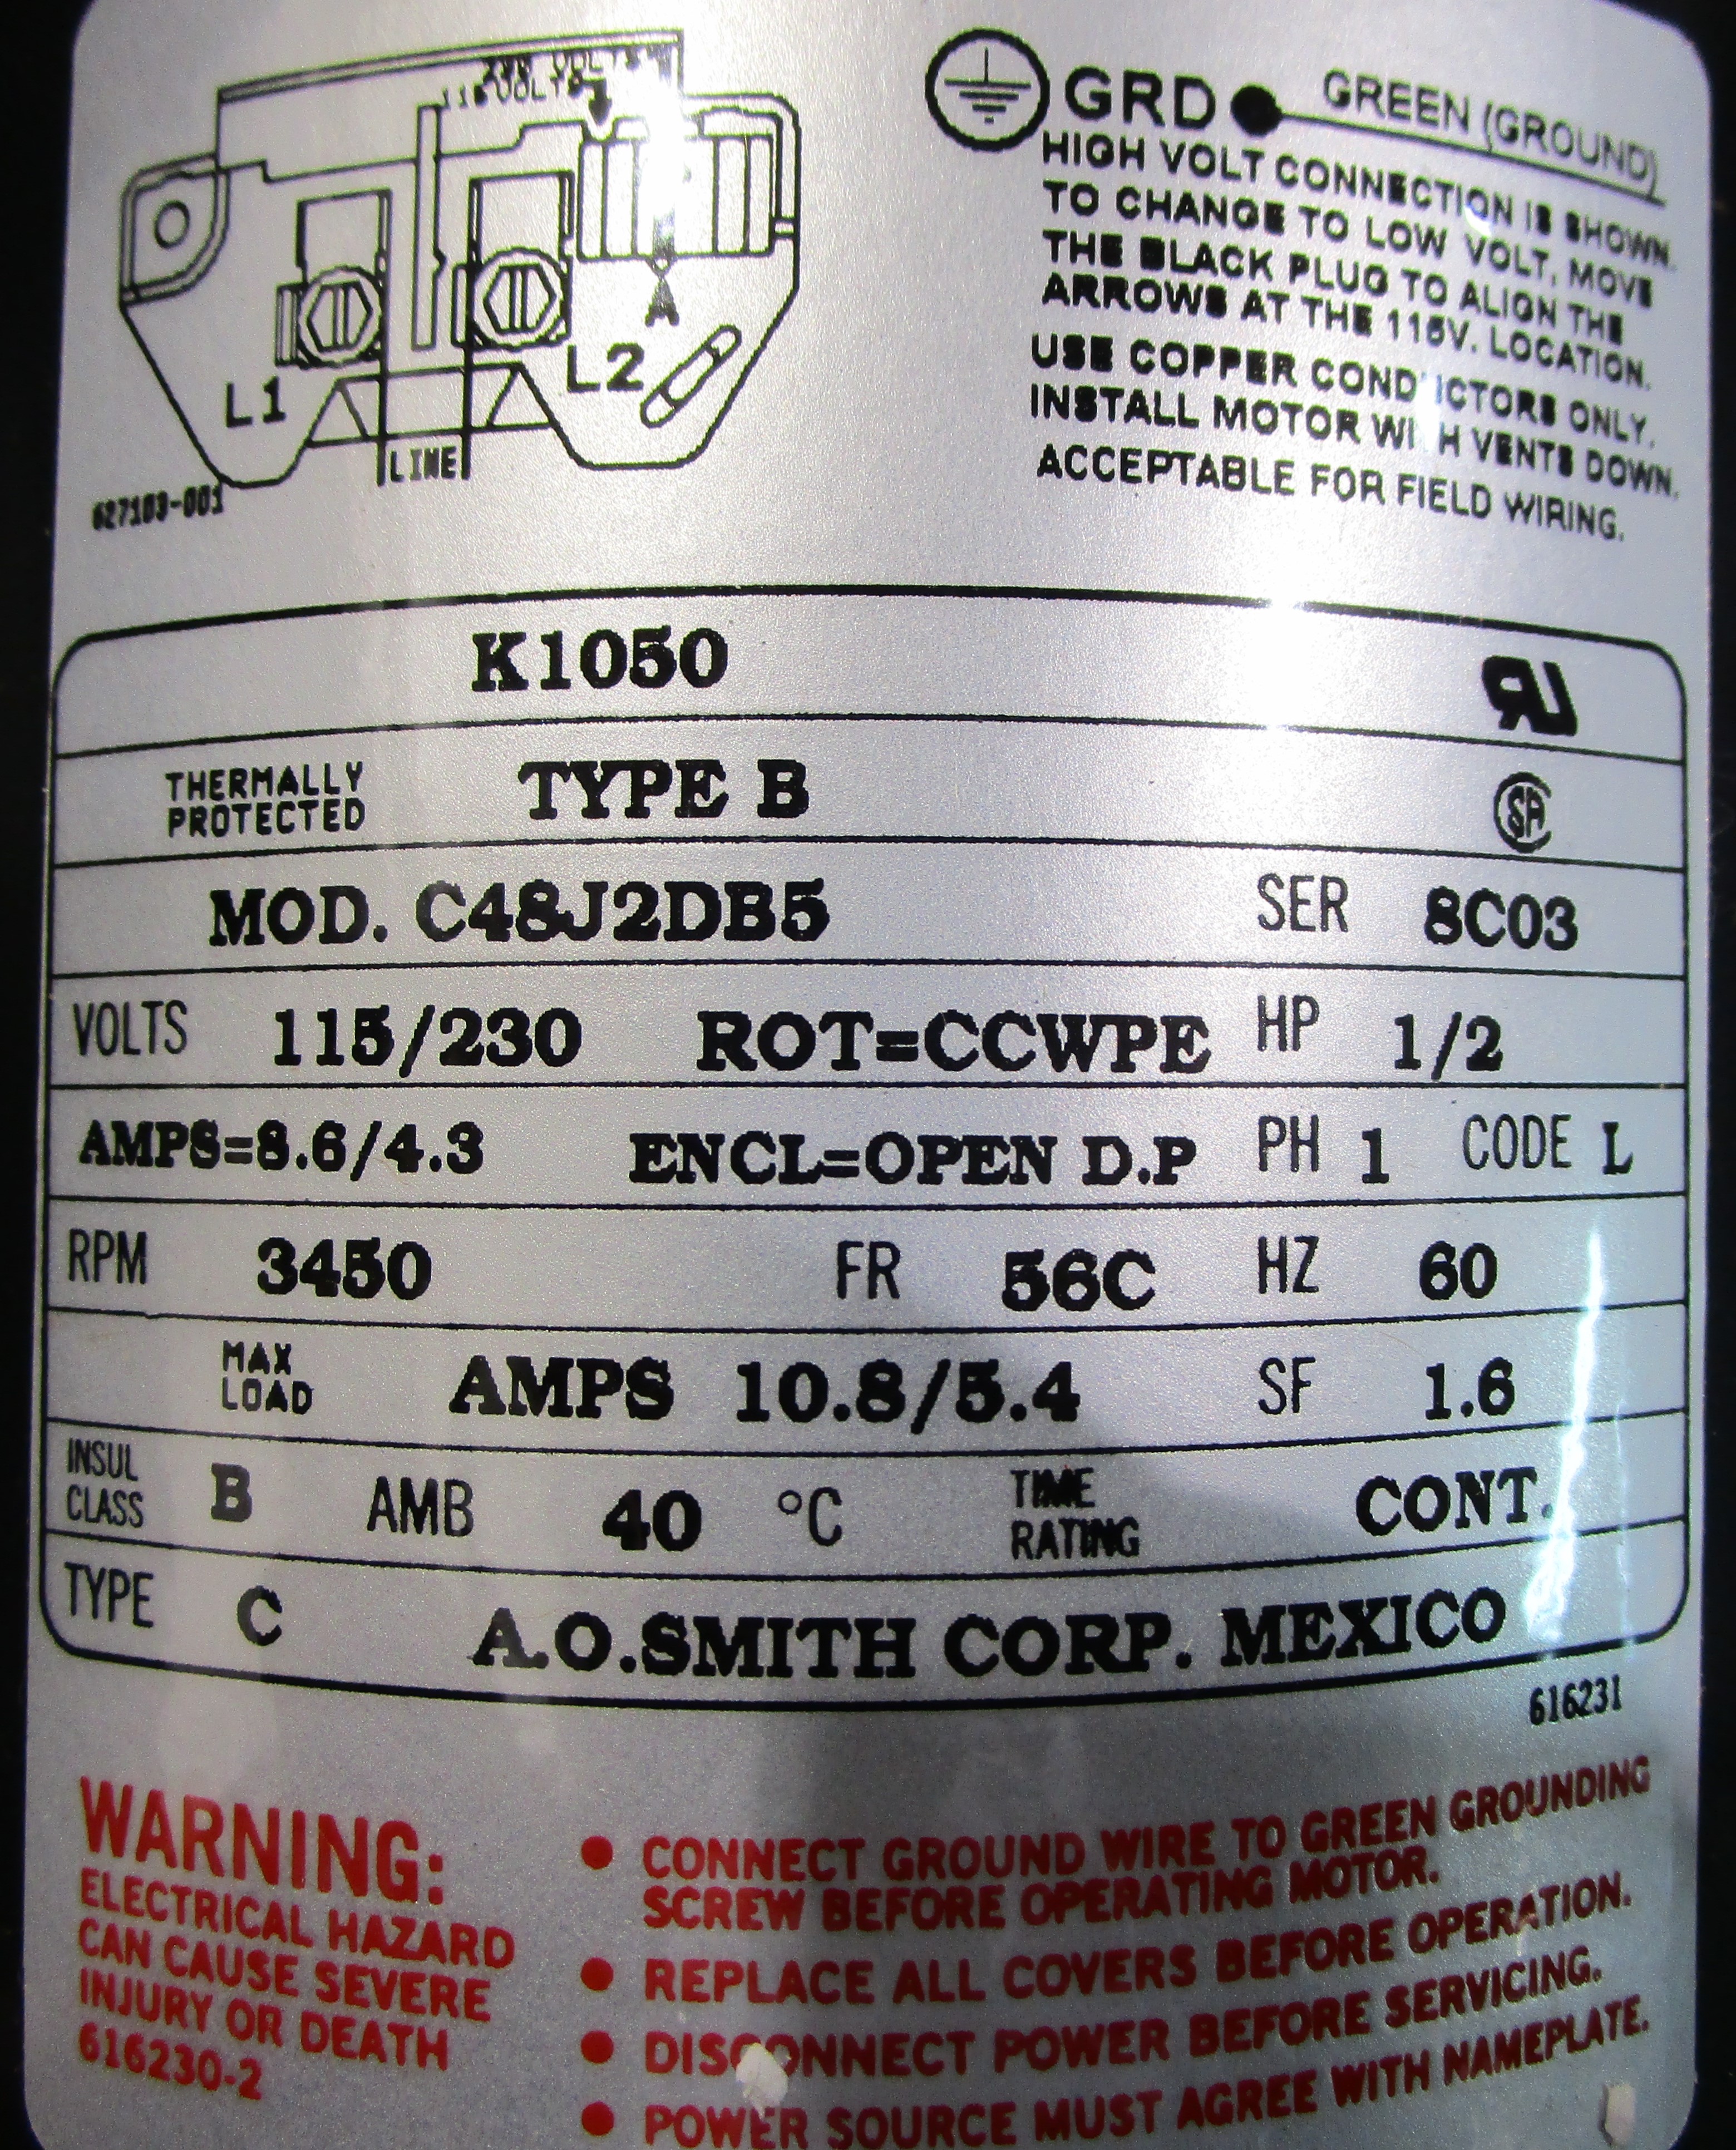 230 VOLTS
115 VOLTS
A
L1
L2
LINE
627103-001
GRD
GREEN (GROUND)
HIGH VOLT CONNECTION IS SHOWN.
TO CHANGE TO LOW VOLT, MOVE
THE BLACK PLUG TO ALIGN THE
ARROWS AT THE 115V. LOCATION.
USE COPPER CONDUCTORS ONLY.
INSTALL MOTOR WITH VENTS DOWN.
ACCEPTABLE FOR FIELD WIRING.
K1050
THERMALLY
PROTECTED
TYPE B
SA
MOD. C48J2DB5 SER 8C03
VOLTS 115/230 ROT=CCWPE HP 1/2
AMPS=8.6/4.3 ENCL=OPEN D.P PH 1 CODE L
RPM 3450 FR 56C HZ 60
MAX
LOAD
AMPS 10.8/5.4 SF 1.6
INSUL
CLASS
B AMB 40 °C
TIME
RATING
CONT.
TYPE C A.O.SMITH CORP. MEXICO
616231
WARNING:
ELECTRICAL HAZARD
CAN CAUSE SEVERE
INJURY OR DEATH
616230-2
• CONNECT GROUND WIRE TO GREEN GROUNDING
SCREW BEFORE OPERATING MOTOR.
• REPLACE ALL COVERS BEFORE OPERATION.
• DISCONNECT POWER BEFORE SERVICING.
• POWER SOURCE MUST AGREE WITH NAMEPLATE.